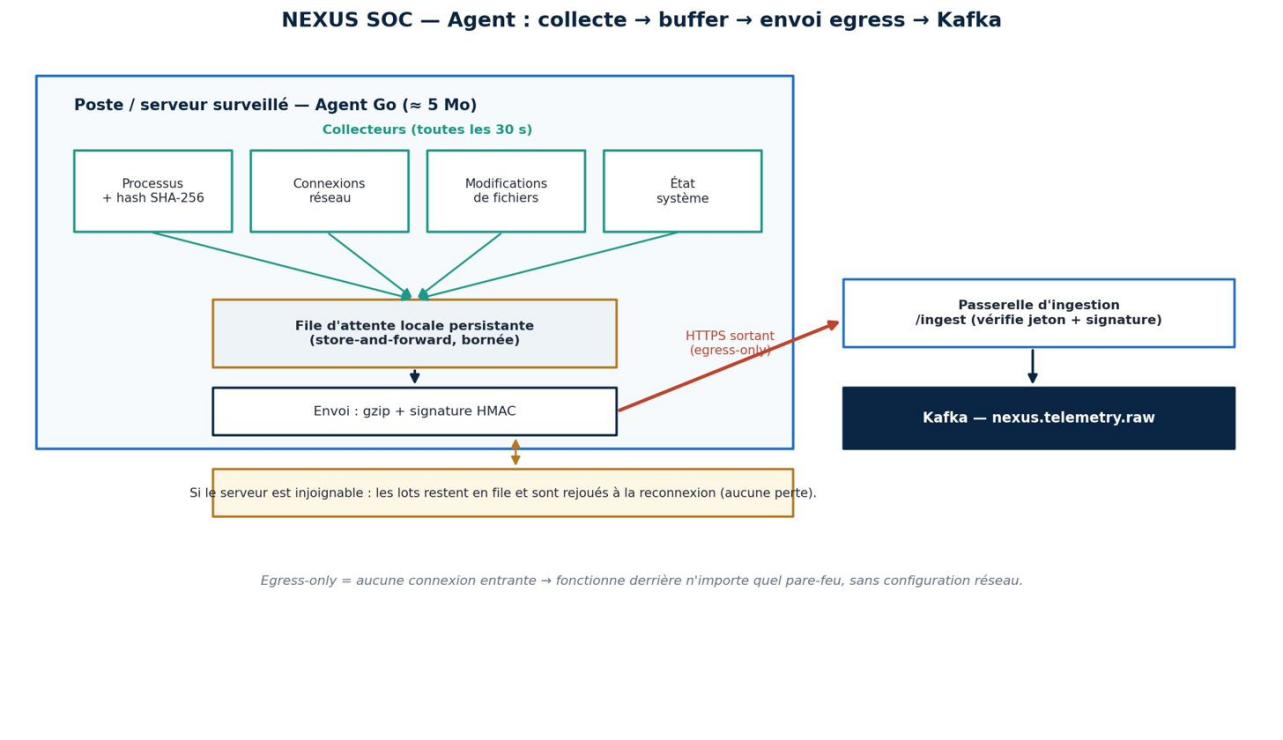 NEXUS SOC — Agent : collecte → buffer → envoi egress → Kafka
Poste / serveur surveillé — Agent Go (≈ 5 Mo)
Collecteurs (toutes les 30 s)
Processus
+ hash SHA-256
Connexions
réseau
Modifications
de fichiers
État
système
File d'attente locale persistante
(store-and-forward, bornée)
Envoi : gzip + signature HMAC
HTTPS sortant
(egress-only)
Passerelle d'ingestion
/ingest (vérifie jeton + signature)
Kafka — nexus.telemetry.raw
Si le serveur est injoignable : les lots restent en file et sont rejoués à la reconnexion (aucune perte).
Egress-only = aucune connexion entrante → fonctionne derrière n'importe quel pare-feu, sans configuration réseau.